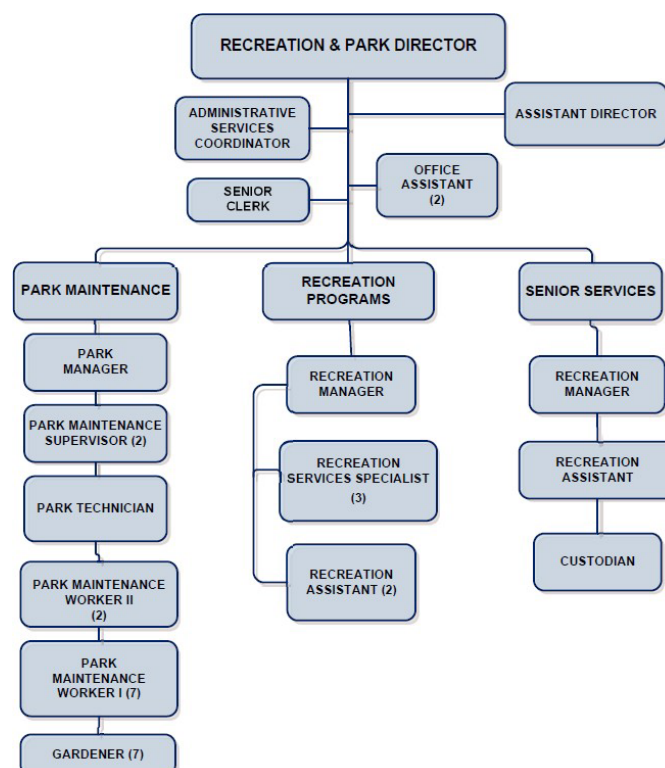 RECREATION & PARK DIRECTOR
ADMINISTRATIVE
SERVICES
COORDINATOR
ASSISTANT DIRECTOR
OFFICE
ASSISTANT
(2)
SENIOR
CLERK
PARK MAINTENANCE
PARK
MANAGER
PARK MAINTENANCE
SUPERVISOR (2)
PARK TECHNICIAN
PARK MAINTENANCE
WORKER II
(2)
PARK
MAINTENANCE
WORKER I (7)
GARDENER (7)
RECREATION
PROGRAMS
RECREATION
MANAGER
RECREATION
SERVICES SPECIALIST
(3)
RECREATION
ASSISTANT (2)
SENIOR SERVICES
RECREATION
MANAGER
RECREATION
ASSISTANT
CUSTODIAN